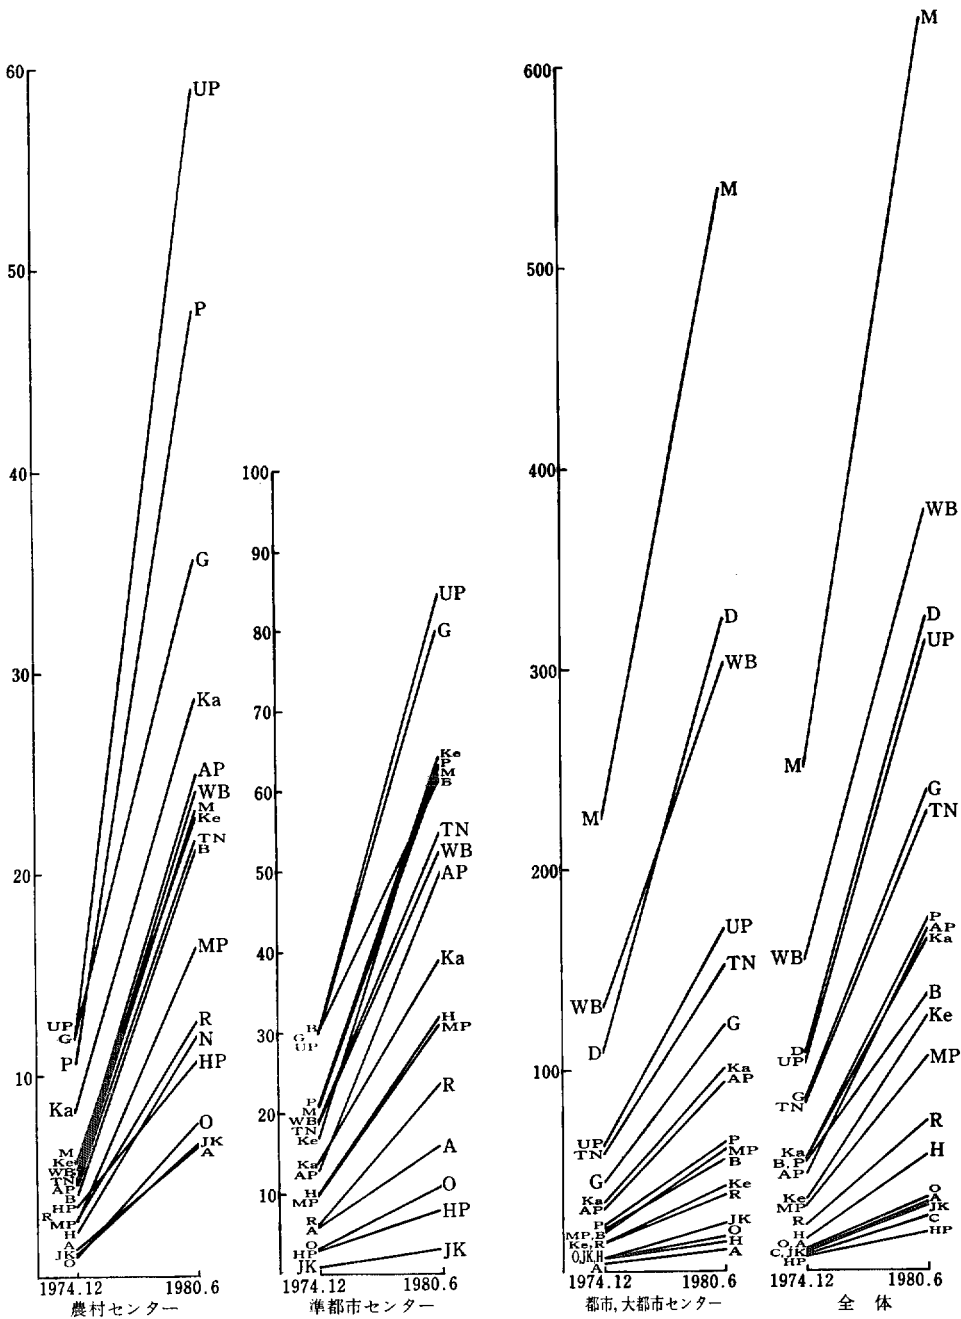 60
50
40
30
20
10
UP
P
G
Ka
AP
WB
M
Ke
TN
B
MP
R
N
HP
O
JK
A
UP
G
P
Ka
M
Ke
WB
TN
AP
B
HP
R
MP
H
A
JK
O
1974.12 1980.6
農村センター
100
90
80
70
60
50
40
30
20
10
UP
G
Ke
P
M
B
TN
WB
AP
Ka
H
MP
R
A
O
HP
JK
B
G
UP
P
M
WB
TN
Ke
Ka
AP
H
MP
R
A
O
HP
JK
1974.12 1980.6
準都市センター
600
500
400
300
200
100
M
D
WB
UP
TN
G
Ka
AP
P
MP
B
Ke
R
JK
O
H
A
M
WB
D
UP
TN
G
Ka
AP
P
MP, B
Ke, R
O,JK,H
A
1974.12 1980.6
都市,大都市センター
M
WB
D
UP
G
TN
P
AP
Ka
B
Ke
MP
R
H
O
A
JK
C
HP
M
WB
D
UP
G
TN
Ka
B, P
AP
Ke
MP
R
H
O, A
C, JK
HP
1974.12 1980.6
全体